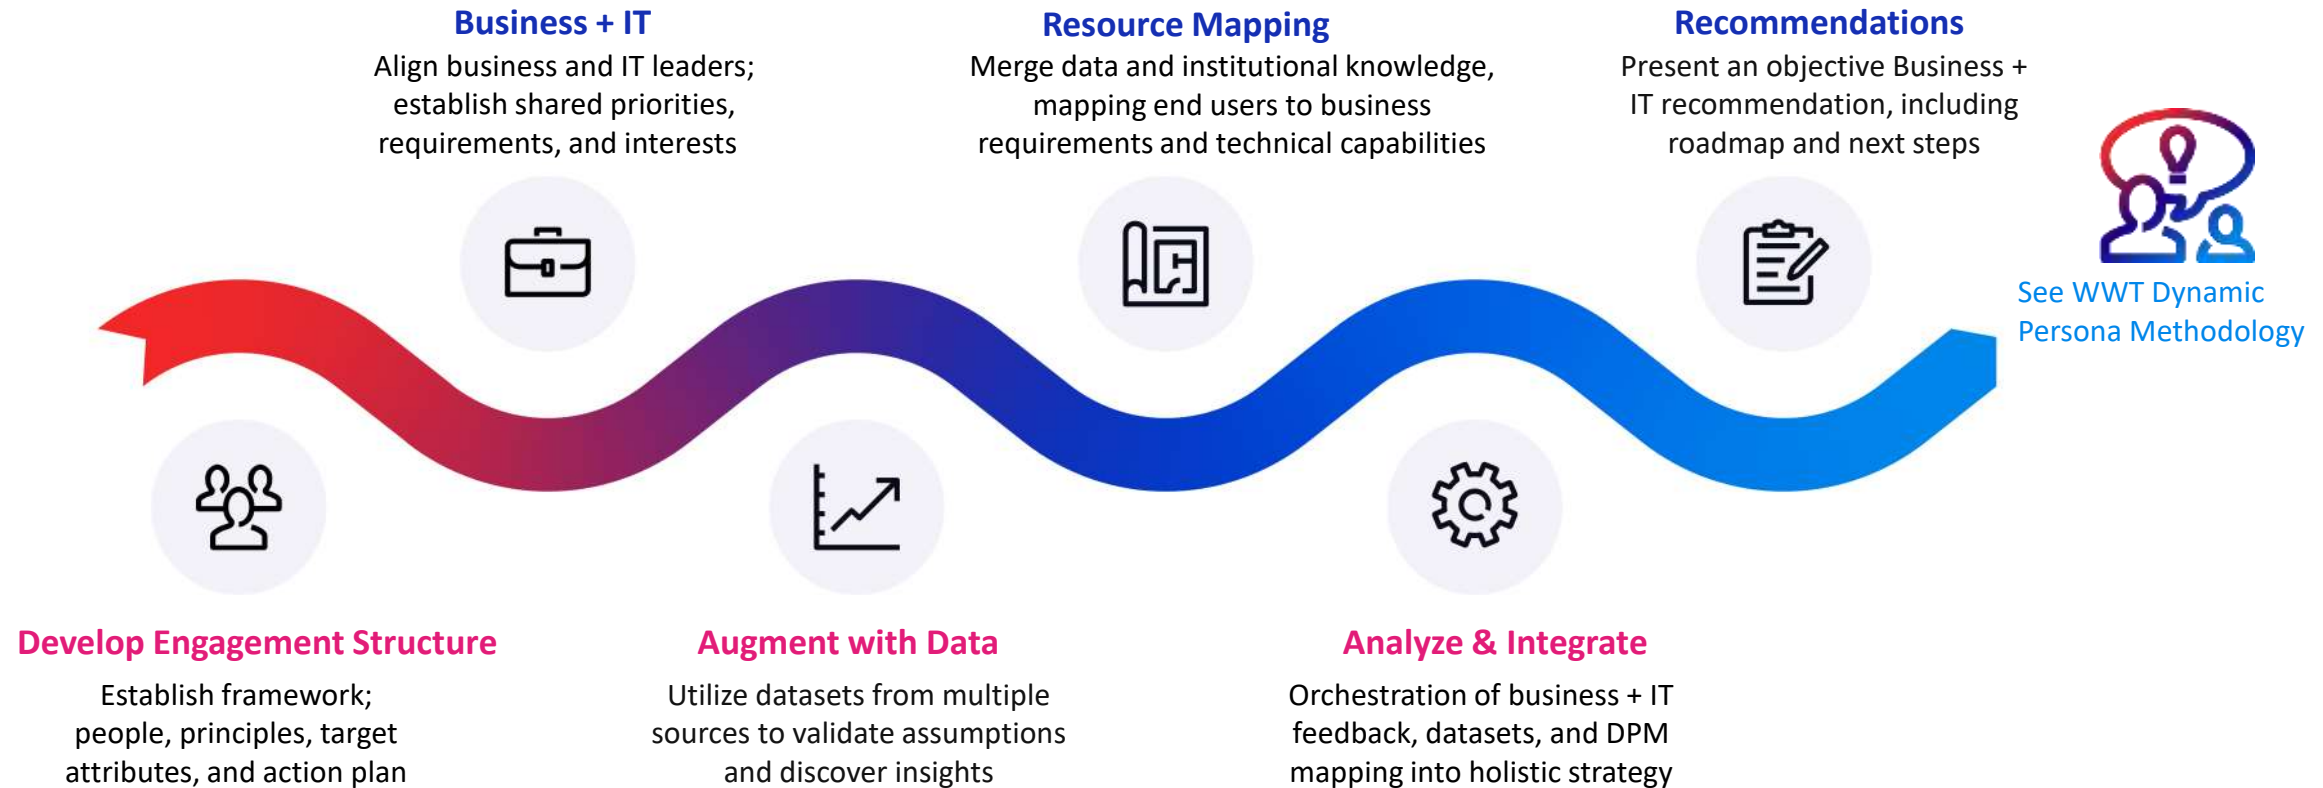 Business + IT
Align business and IT leaders;
establish shared priorities,
requirements, and interests
Resource Mapping
Merge data and institutional knowledge,
mapping end users to business
requirements and technical capabilities
Recommendations
Present an objective Business +
IT recommendation, including
roadmap and next steps
See WWT Dynamic
Persona Methodology
Develop Engagement Structure
Establish framework;
people, principles, target
attributes, and action plan
Augment with Data
Utilize datasets from multiple
sources to validate assumptions
and discover insights
Analyze & Integrate
Orchestration of business + IT
feedback, datasets, and DPM
mapping into holistic strategy